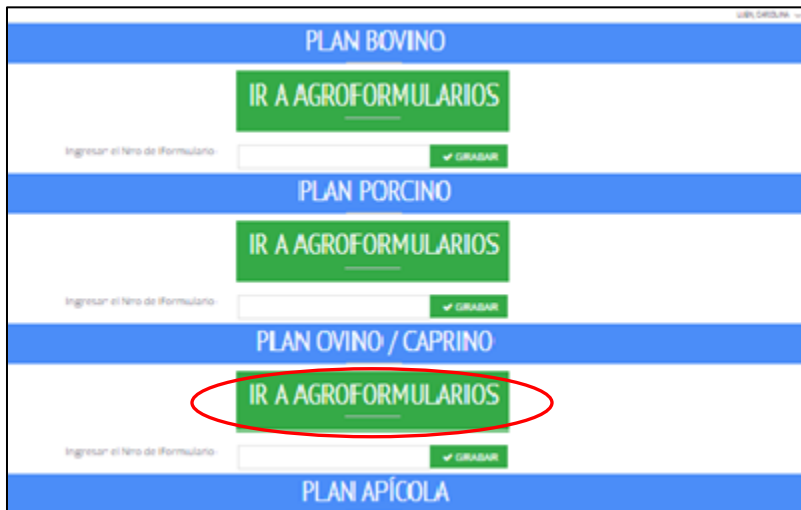 PLAN BOVINO
IR A AGROFORMULARIOS
Ingresar el Nro de Formulario
GRABAR
PLAN PORCINO
IR A AGROFORMULARIOS
Ingresar el Nro de Formulario
GRABAR
PLAN OVINO / CAPRINO
IR A AGROFORMULARIOS
Ingresar el Nro de Formulario
GRABAR
PLAN APÍCOLA